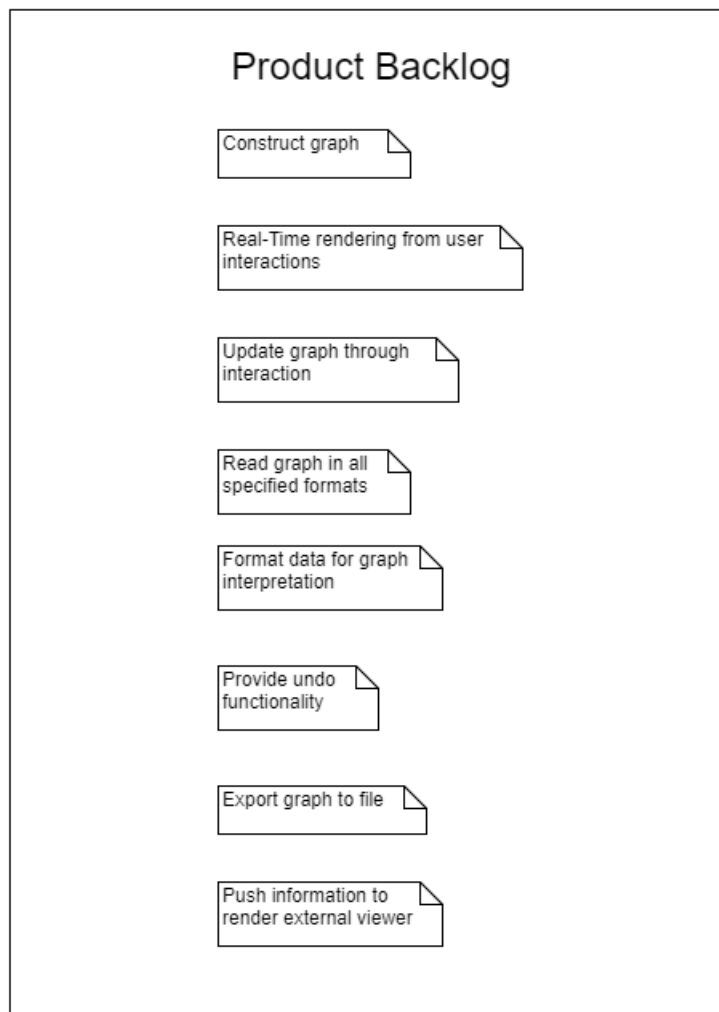 Product Backlog
Construct graph
Real-Time rendering from user
interactions
Update graph through
interaction
Read graph in all
specified formats
Format data for graph
interpretation
Provide undo
functionality
Export graph to file
Push information to
render external viewer